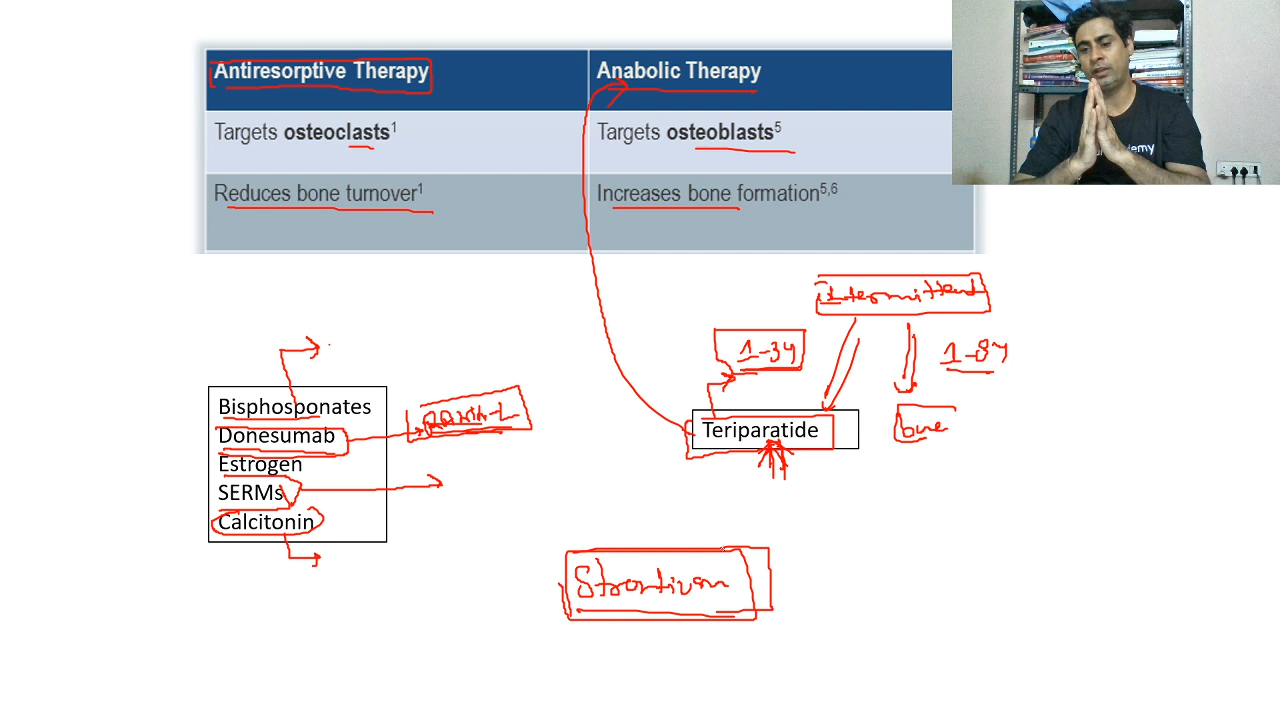 Antiresorptive Therapy
Anabolic Therapy
Targets osteoclasts1
Targets osteoblasts5
Reduces bone turnover1
Increases bone formation5,6
intermittent
1-34
1-84
Bisphosponates
Donesumab
RANK-L
Estrogen
SERMs
Calcitonin
Teriparatide
bone
Strontium